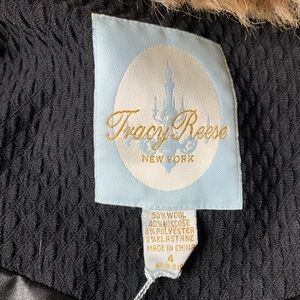 Tracy Reese
NEW YORK
50% WOOL
40% VISCOSE
8% POLYESTER
2% ELASTANE
MADE IN CHINA
4